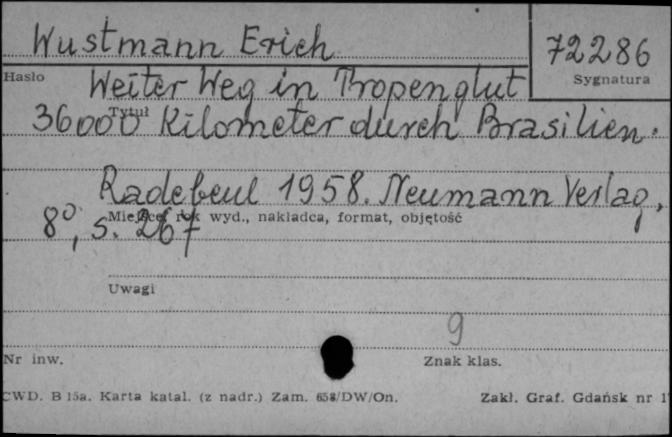 Wustmann Erich
72286
Hasło
Sygnatura
Weiter Weg in Tropenglut
Tytuł
36000 Kilometer durch Brasilien.
Radebeul 1958. Neumann Verlag,
Miejsce, rok wyd., nakładca, format, objętość
8°, s. 267
Uwagi
9
Nr inw.
Znak klas.
CWD. B 15a. Karta katal. (z nadr.) Zam. 658/DW/On.
Zakł. Graf. Gdańsk nr 1